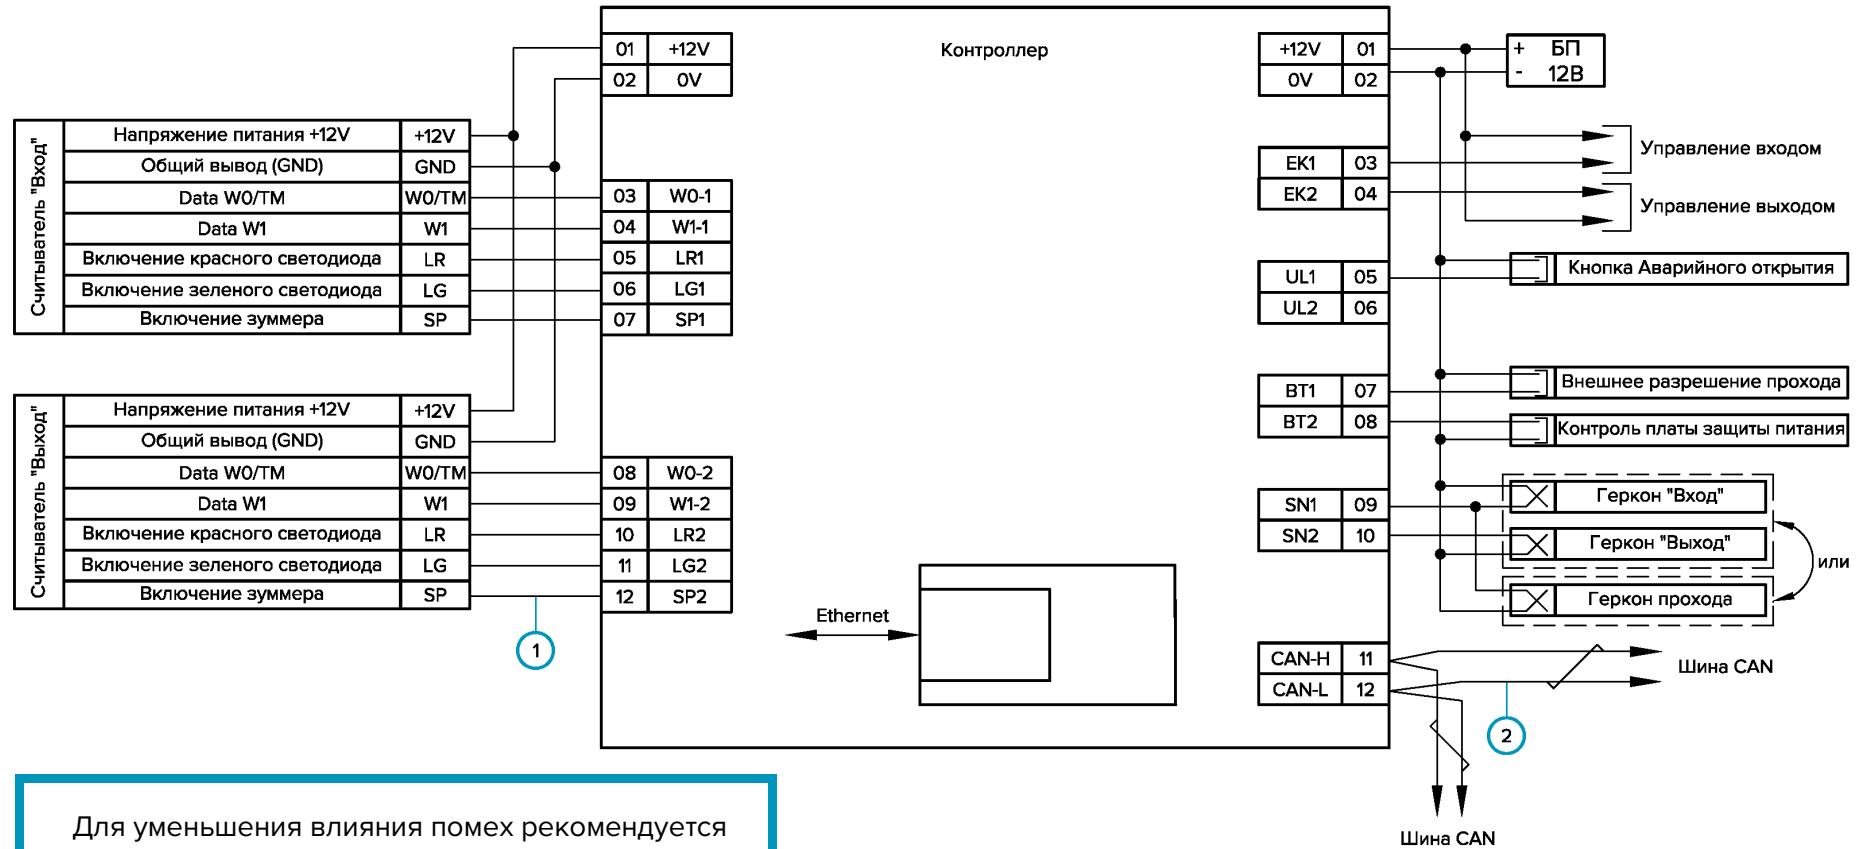 Контроллер
01 +12V
02 0V
Считыватель "Вход"
Напряжение питания +12V +12V
Общий вывод (GND) GND
Data W0/TM W0/TM
Data W1 W1
Включение красного светодиода LR
Включение зеленого светодиода LG
Включение зуммера SP
03 W0-1
04 W1-1
05 LR1
06 LG1
07 SP1
Считыватель "Выход"
Напряжение питания +12V +12V
Общий вывод (GND) GND
Data W0/TM W0/TM
Data W1 W1
Включение красного светодиода LR
Включение зеленого светодиода LG
Включение зуммера SP
08 W0-2
09 W1-2
10 LR2
11 LG2
12 SP2
1
Ethernet
+12V 01
0V 02
+ БП
- 12В
EK1 03
EK2 04
Управление входом
Управление выходом
UL1 05
UL2 06
Кнопка Аварийного открытия
BT1 07
BT2 08
Внешнее разрешение прохода
Контроль платы защиты питания
SN1 09
SN2 10
Геркон "Вход"
Геркон "Выход"
или
Геркон прохода
CAN-H 11
CAN-L 12
Шина CAN
2
Шина CAN
Для уменьшения влияния помех рекомендуется